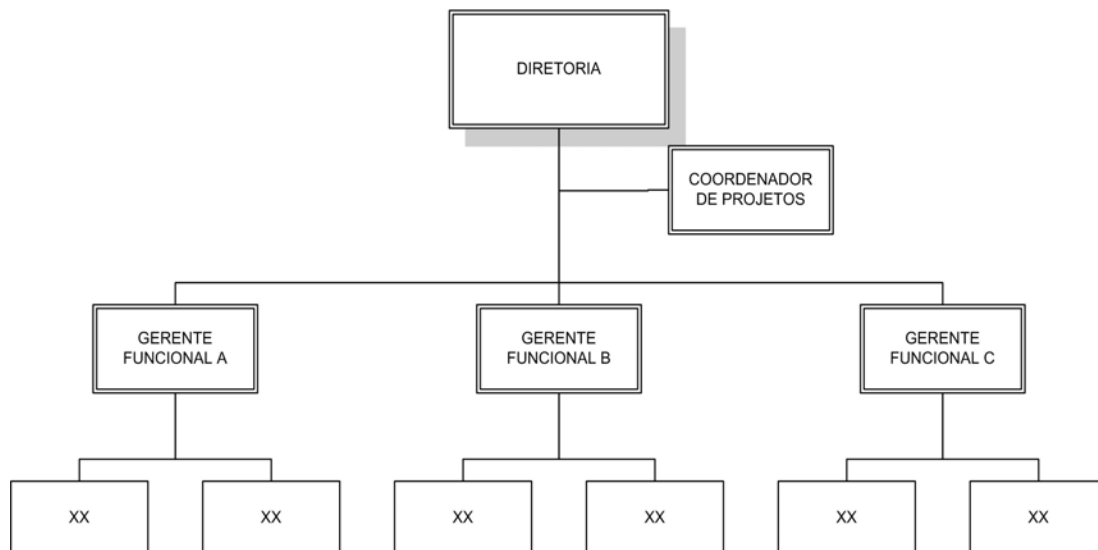 DIRETORIA
COORDENADOR
DE PROJETOS
GERENTE
FUNCIONAL A
GERENTE
FUNCIONAL B
GERENTE
FUNCIONAL C
XX
XX
XX
XX
XX
XX